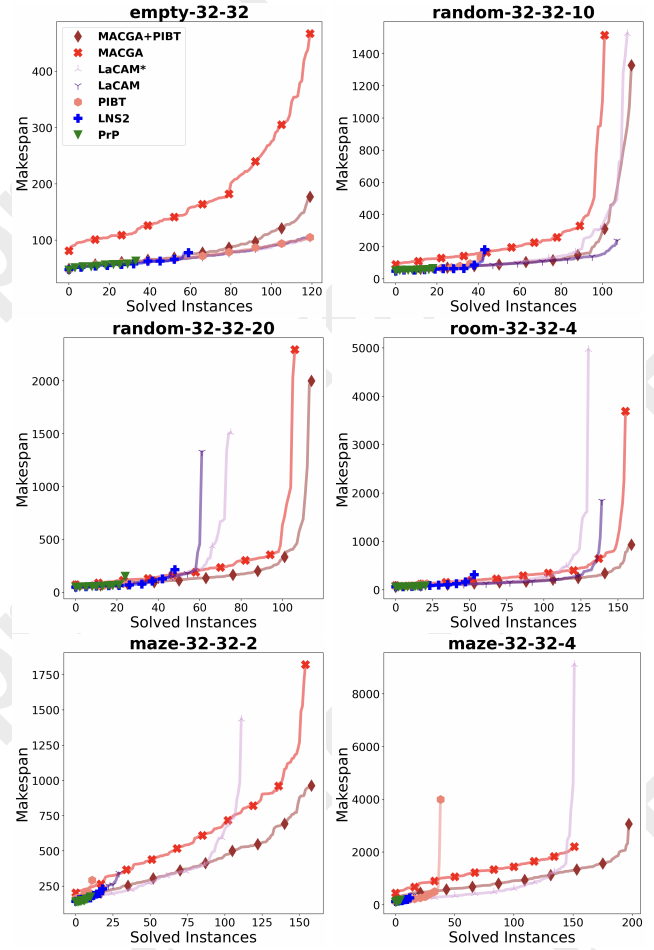 empty-32-32
Makespan
400
300
200
100
MACGA+PIBT
MACGA
LaCAM*
LaCAM
PIBT
LNS2
PrP
0 20 40 60 80 100 120
Solved Instances
random-32-32-10
Makespan
1400
1200
1000
800
600
400
200
0
0 20 40 60 80 100
Solved Instances
random-32-32-20
Makespan
2000
1500
1000
500
0
0 20 40 60 80 100
Solved Instances
room-32-32-4
Makespan
5000
4000
3000
2000
1000
0
0 25 50 75 100 125 150
Solved Instances
maze-32-32-2
Makespan
1750
1500
1250
1000
750
500
250
0 25 50 75 100 125 150
Solved Instances
maze-32-32-4
Makespan
8000
6000
4000
2000
0
0 50 100 150 200
Solved Instances